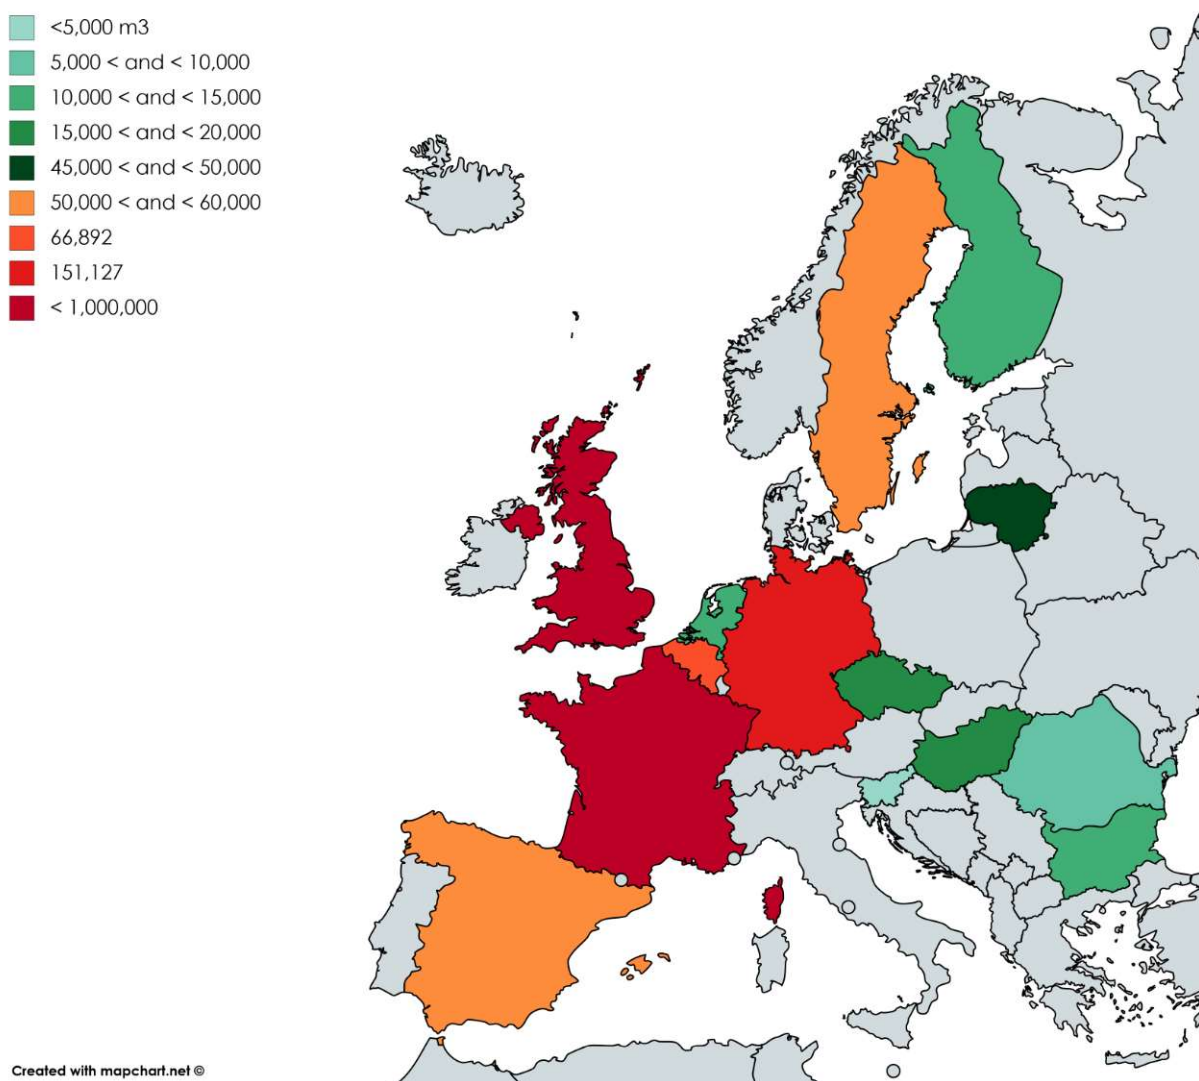 <5,000 m3
5,000 < and < 10,000
10,000 < and < 15,000
15,000 < and < 20,000
45,000 < and < 50,000
50,000 < and < 60,000
66,892
151,127
< 1,000,000
Created with mapchart.net ©